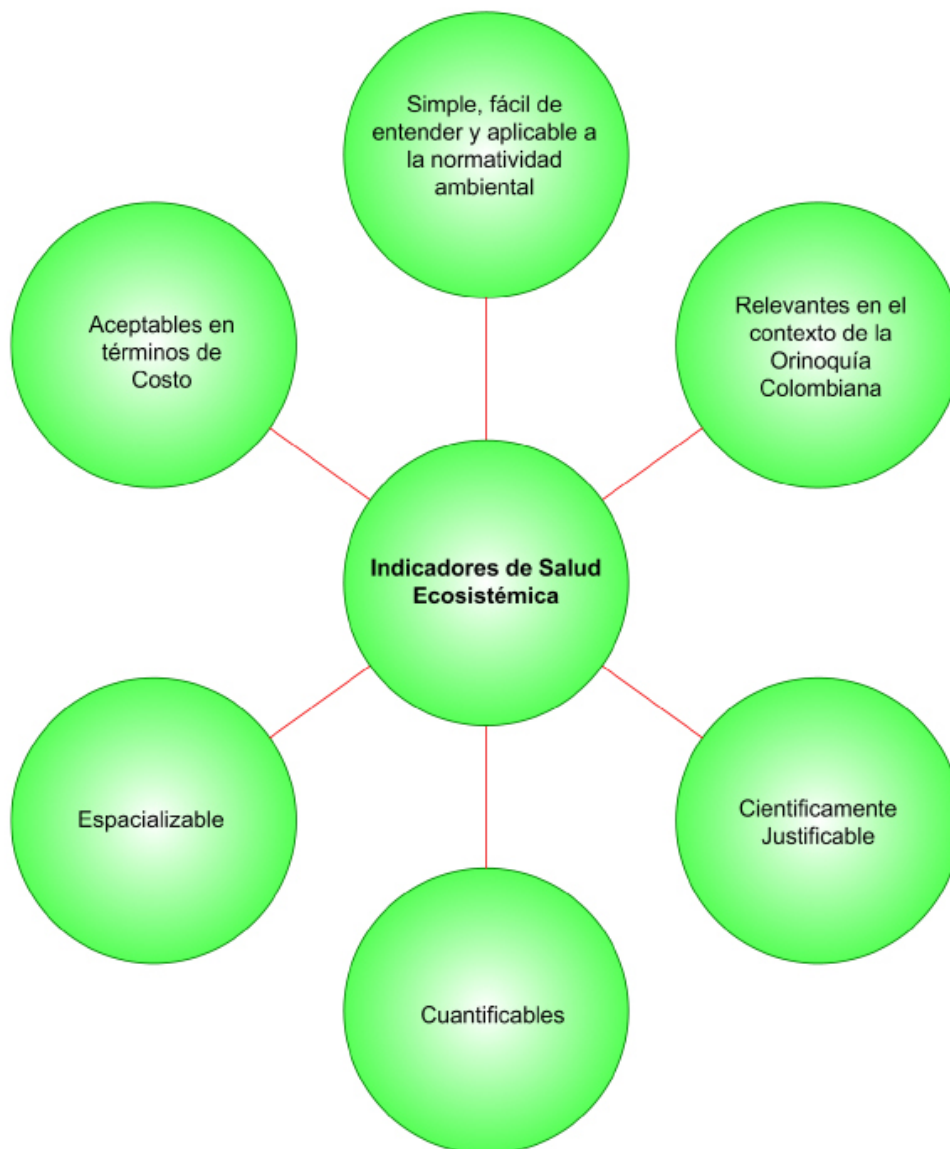 Simple, fácil de
entender y aplicable a
la normatividad
ambiental
Aceptables en
términos de
Costo
Relevantes en el
contexto de la
Orinoquía
Colombiana
Indicadores de Salud
Ecosistémica
Espacializable
Cientificamente
Justificable
Cuantificables